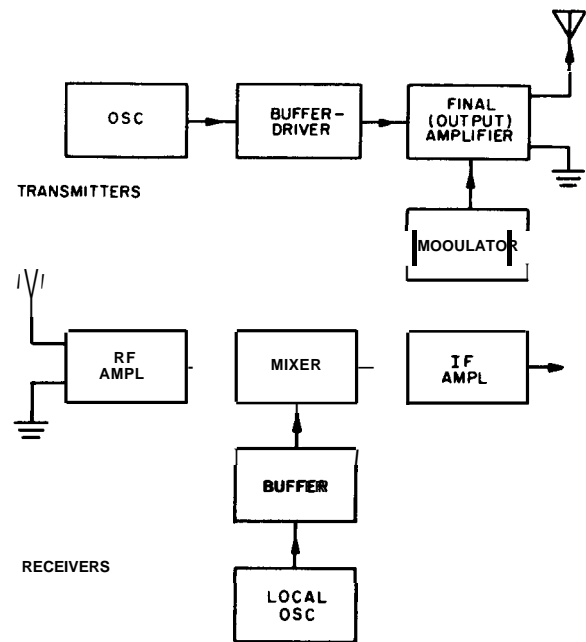 OSC
BUFFER-
DRIVER
FINAL
(OUTPUT)
AMPLIFIER
TRANSMITTERS
MOOULATOR
RF
AMPL
MIXER
IF
AMPL
BUFFER
RECEIVERS
LOCAL
OSC